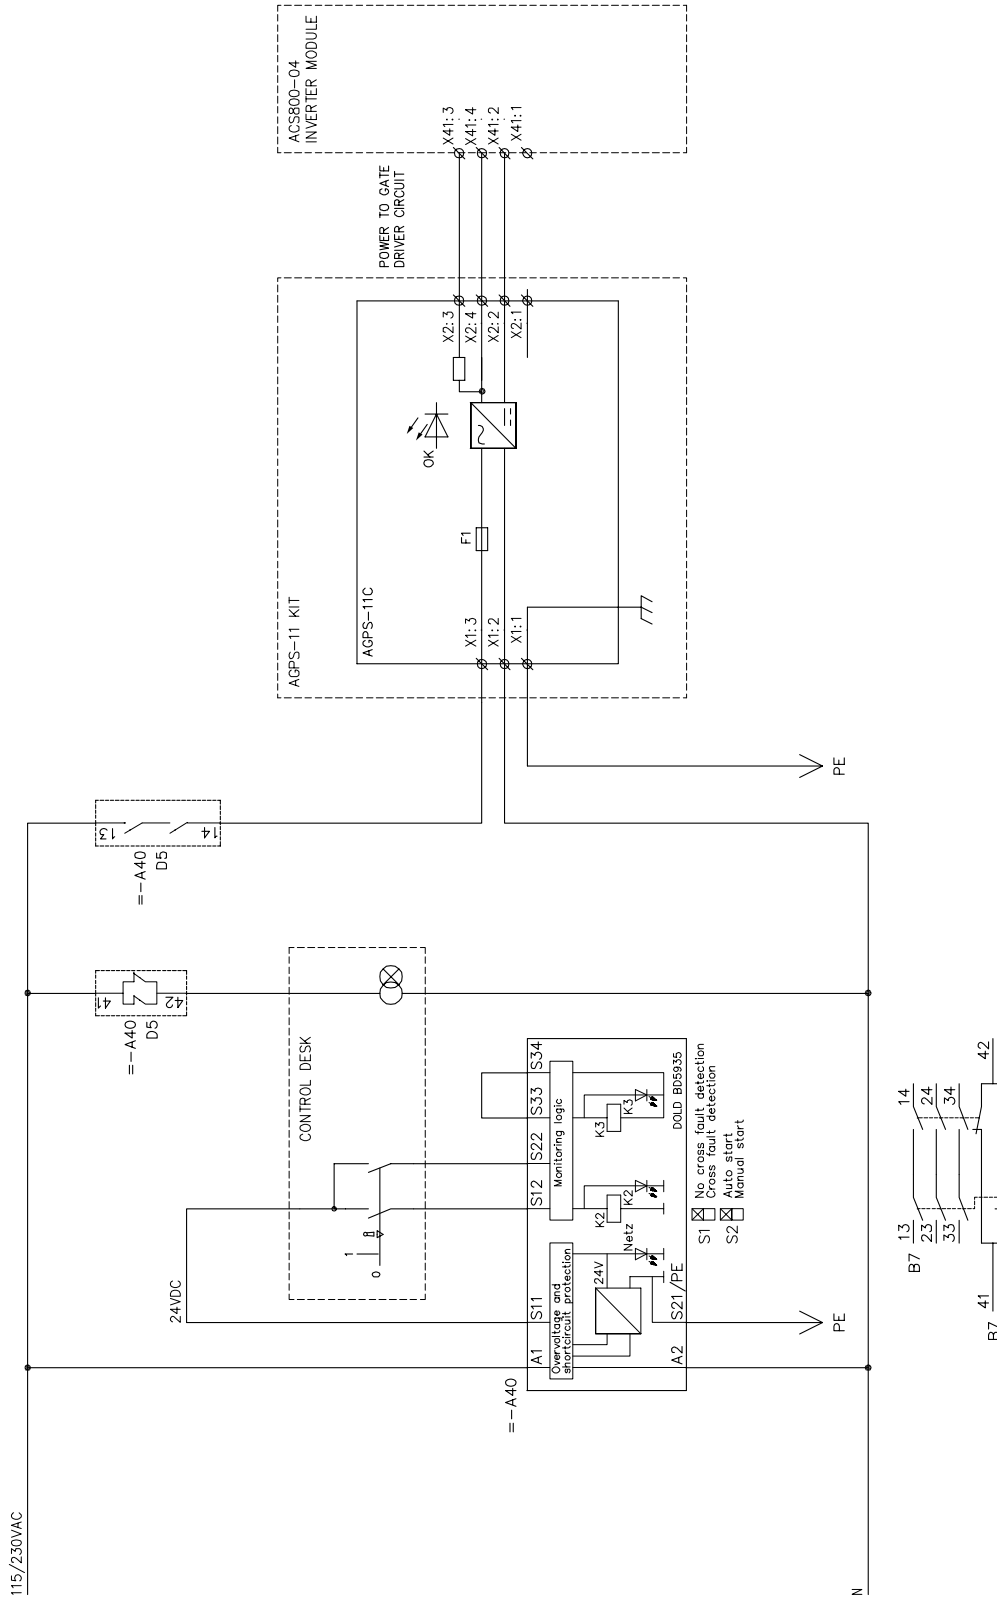 115/230VAC
N
=-A40
A1
S11
S12
S22
S33
S34
Overvoltage and
shortcircuit protection
Monitoring logic
24V
Netz
K2
K2
K3
K3
A2
S21/PE
DOLD BD5935
PE
S1
No cross fault detection
Cross fault detection
S2
Auto start
Manual start
24VDC
0
1
CONTROL DESK
=-A40
D5
41
42
=-A40
D5
13
14
PE
AGPS-11 KIT
AGPS-11C
X1:3
X1:2
X1:1
F1
OK
X2:3
X2:4
X2:2
X2:1
POWER TO GATE
DRIVER CIRCUIT
ACS800-04
INVERTER MODULE
X41:3
X41:4
X41:2
X41:1
B7
13
14
23
24
33
34
B7
41
42